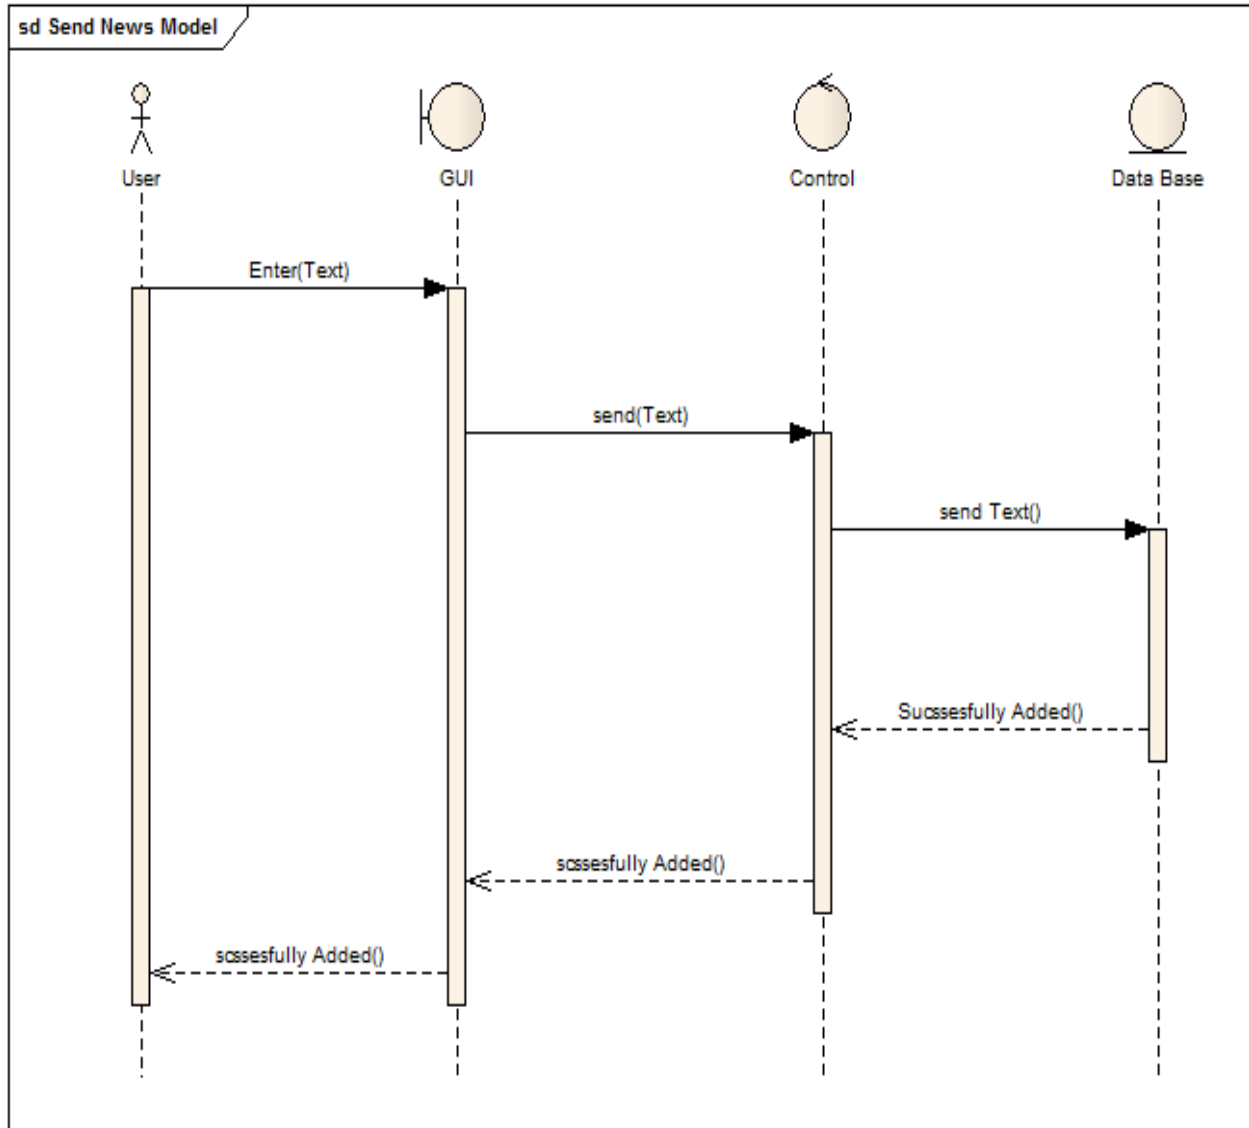 sd Send News Model
User
GUI
Control
Data Base
Enter(Text)
send(Text)
send Text()
Sucssesfully Added()
scssesfully Added()
scssesfully Added()